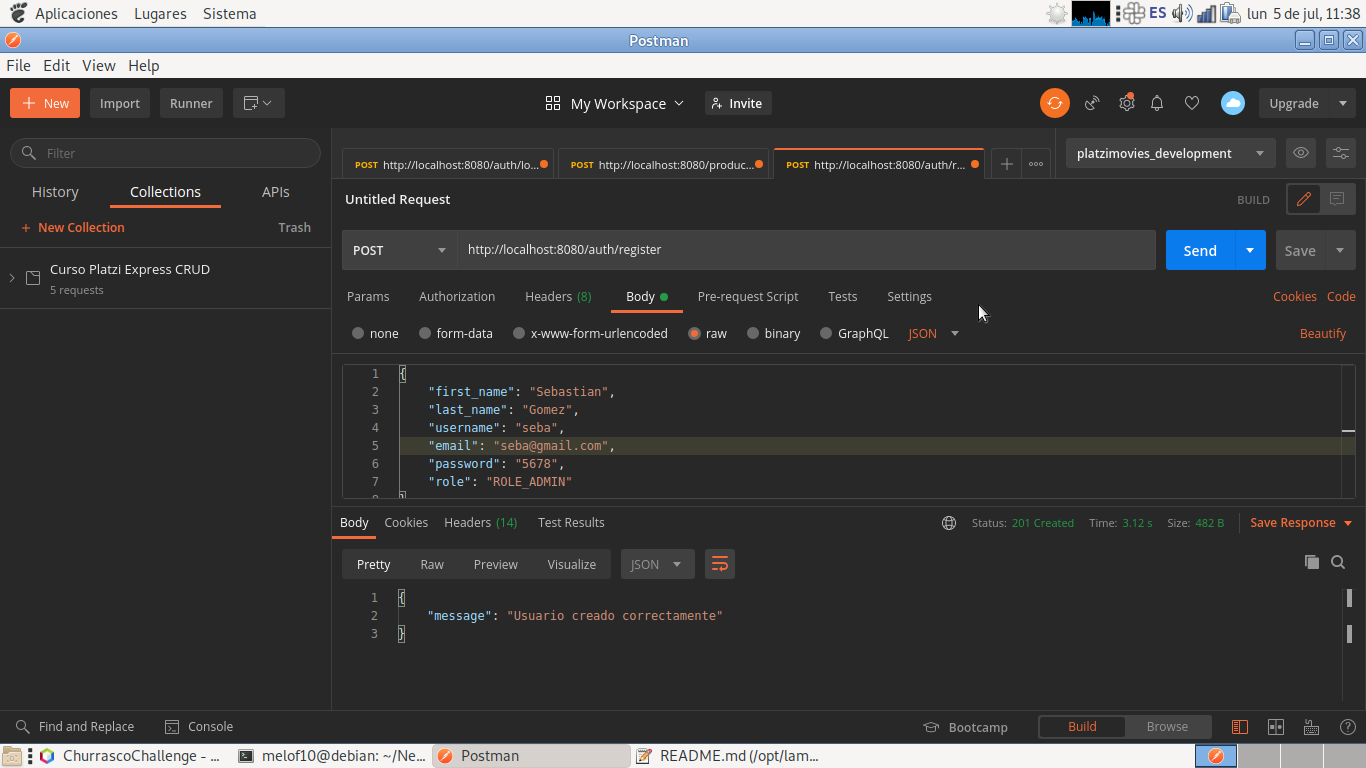 Aplicaciones Lugares Sistema ES lun 5 de jul, 11:38
Postman
File Edit View Help
New Import Runner My Workspace Invite Upgrade
Filter
POST http://localhost:8080/auth/lo... POST http://localhost:8080/produc... POST http://localhost:8080/auth/r... platzimovies_development
History Collections APIs
Untitled Request BUILD
New Collection Trash
POST http://localhost:8080/auth/register Send Save
Curso Platzi Express CRUD
5 requests
Params Authorization Headers (8) Body Pre-request Script Tests Settings Cookies Code
none form-data x-www-form-urlencoded raw binary GraphQL JSON Beautify
1 {
2 "first_name": "Sebastian",
3 "last_name": "Gomez",
4 "username": "seba",
5 "email": "seba@gmail.com",
6 "password": "5678",
7 "role": "ROLE_ADMIN"
8 }
Body Cookies Headers (14) Test Results Status: 201 Created Time: 3.12 s Size: 482 B Save Response
Pretty Raw Preview Visualize JSON
1 {
2 "message": "Usuario creado correctamente"
3 }
Find and Replace Console Bootcamp Build Browse
ChurrascoChallenge - ... melof10@debian: ~/Ne... Postman README.md (/opt/lam...